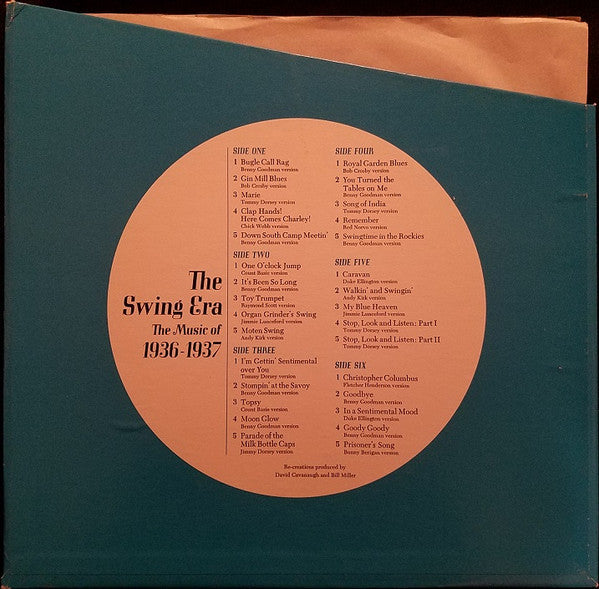 The
Swing Era
The Music of
1936-1937
SIDE ONE
1 Bugle Call Rag
Benny Goodman version
2 Gin Mill Blues
Bob Crosby version
3 Marie
Tommy Dorsey version
4 Clap Hands!
Here Comes Charley!
Chick Webb version
5 Down South Camp Meetin'
Benny Goodman version
SIDE TWO
1 One O'clock Jump
Count Basie version
2 It's Been So Long
Benny Goodman version
3 Toy Trumpet
Raymond Scott version
4 Organ Grinder's Swing
Jimmie Lunceford version
5 Moten Swing
Andy Kirk version
SIDE THREE
1 I'm Gettin' Sentimental
over You
Tommy Dorsey version
2 Stompin' at the Savoy
Benny Goodman version
3 Topsy
Count Basie version
4 Moon Glow
Benny Goodman version
5 Parade of the
Milk Bottle Caps
Jimmy Dorsey version
SIDE FOUR
1 Royal Garden Blues
Bob Crosby version
2 You Turned the
Tables on Me
Benny Goodman version
3 Song of India
Tommy Dorsey version
4 Remember
Red Norvo version
5 Swingtime in the Rockies
Benny Goodman version
SIDE FIVE
1 Caravan
Duke Ellington version
2 Walkin' and Swingin'
Andy Kirk version
3 My Blue Heaven
Jimmie Lunceford version
4 Stop, Look and Listen: Part I
Tommy Dorsey version
5 Stop, Look and Listen: Part II
Tommy Dorsey version
SIDE SIX
1 Christopher Columbus
Fletcher Henderson version
2 Goodbye
Benny Goodman version
3 In a Sentimental Mood
Duke Ellington version
4 Goody Goody
Benny Goodman version
5 Prisoner's Song
Bunny Berigan version
Re-creations produced by
David Cavanaugh and Bill Miller